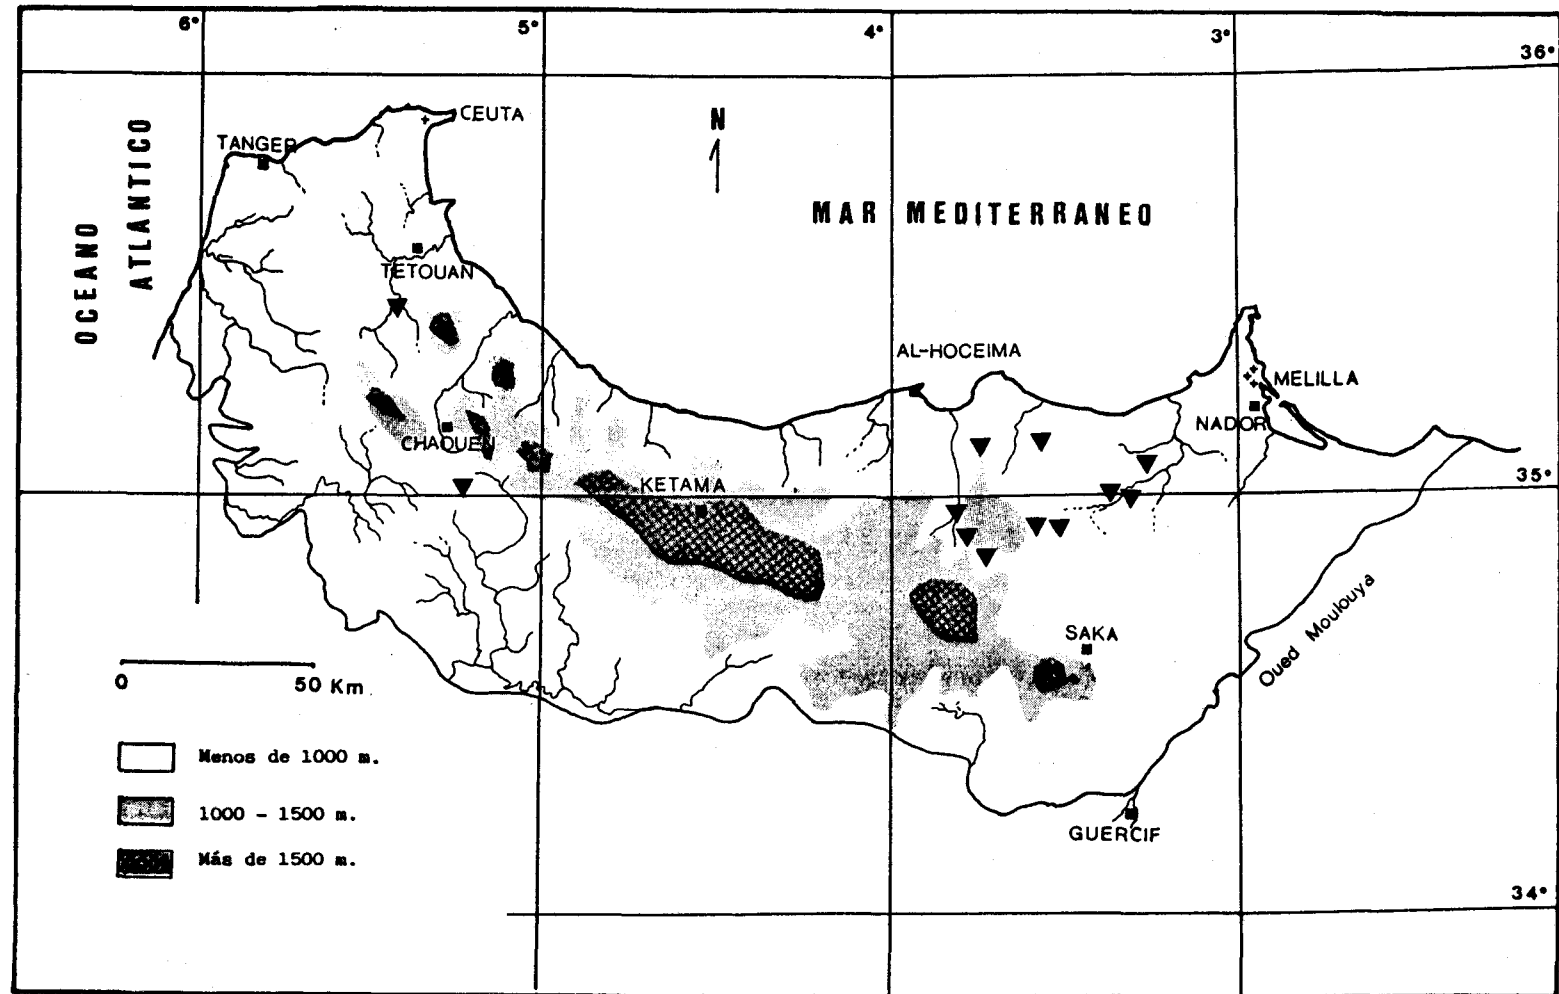 6°
5°
4°
3°
36°
CEUTA
TANGER
N
OCEANO
ATLANTICO
MAR MEDITERRANEO
TETOUAN
AL-HOCEIMA
MELILLA
NADOR
CHAOUEN
KETAMA
35°
SAKA
Oued Moulouya
0 50 Km.
Menos de 1000 m.
1000 - 1500 m.
Más de 1500 m.
GUERCIF
34°